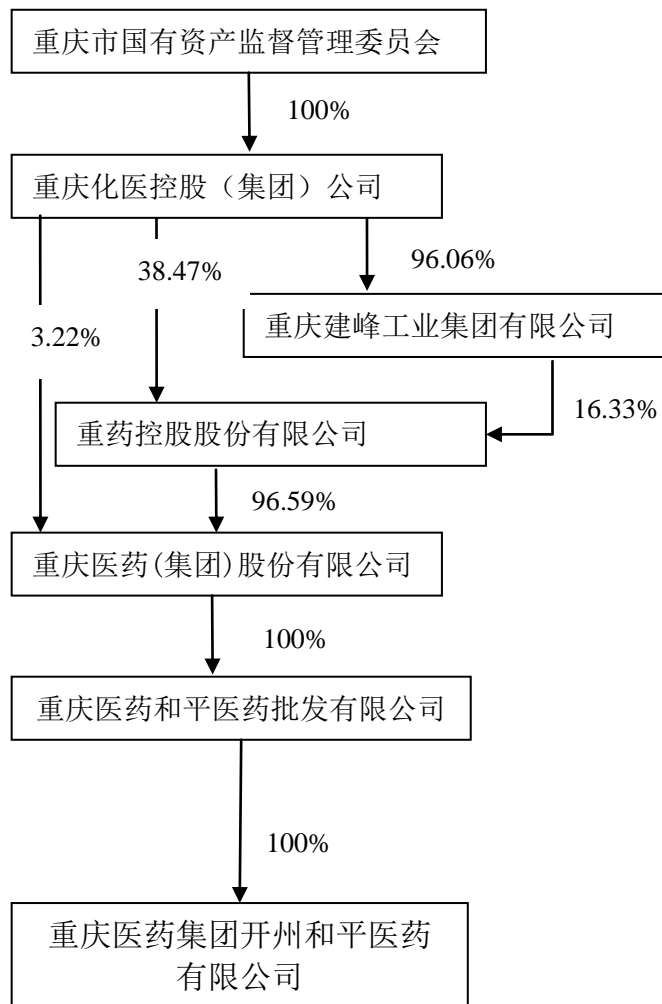 重庆市国有资产监督管理委员会
100%
重庆化医控股（集团）公司
38.47%
96.06%
3.22%
重庆建峰工业集团有限公司
16.33%
重药控股股份有限公司
96.59%
重庆医药(集团)股份有限公司
100%
重庆医药和平医药批发有限公司
100%
重庆医药集团开州和平医药
有限公司